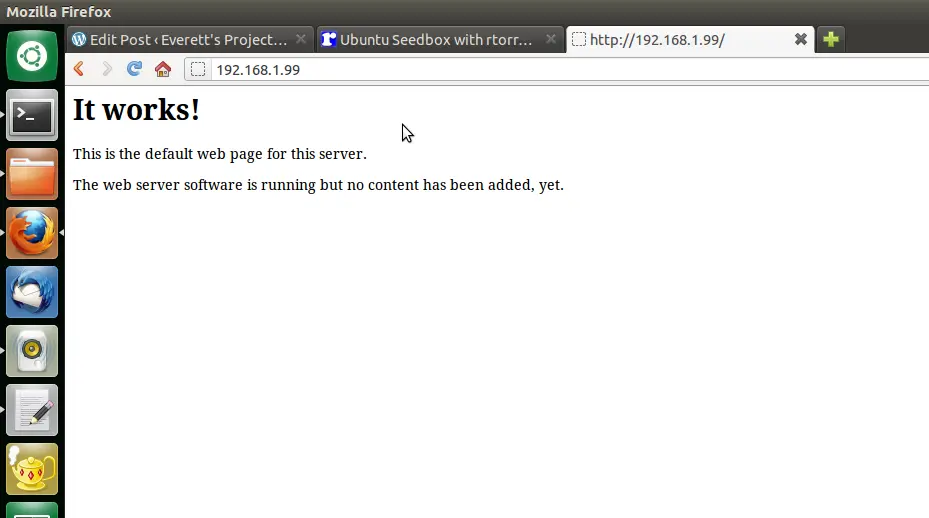 Mozilla Firefox
Edit Post ‹ Everett's Project...
Ubuntu Seedbox with rtorr...
http://192.168.1.99/
192.168.1.99
It works!
This is the default web page for this server.
The web server software is running but no content has been added, yet.